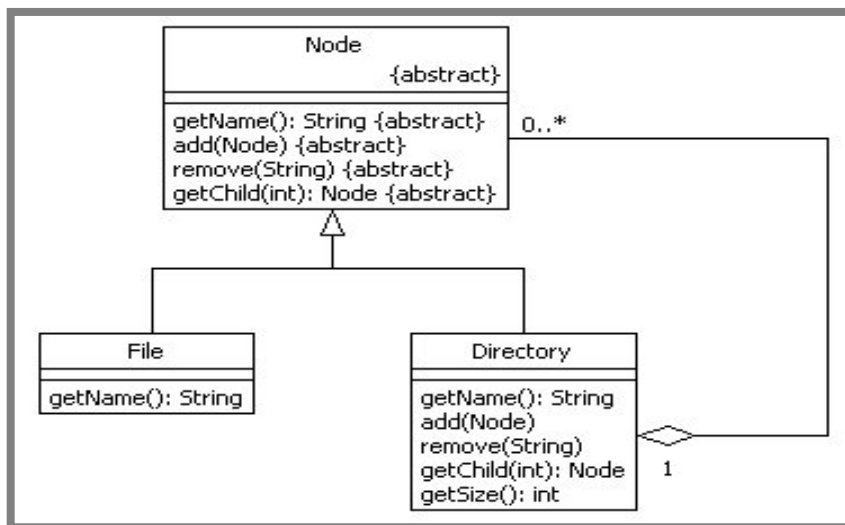 Node
{abstract}
getName(): String {abstract}
add(Node) {abstract}
remove(String) {abstract}
getChild(int): Node {abstract}
0..*
File
getName(): String
Directory
getName(): String
add(Node)
remove(String)
getChild(int): Node
getSize(): int
1